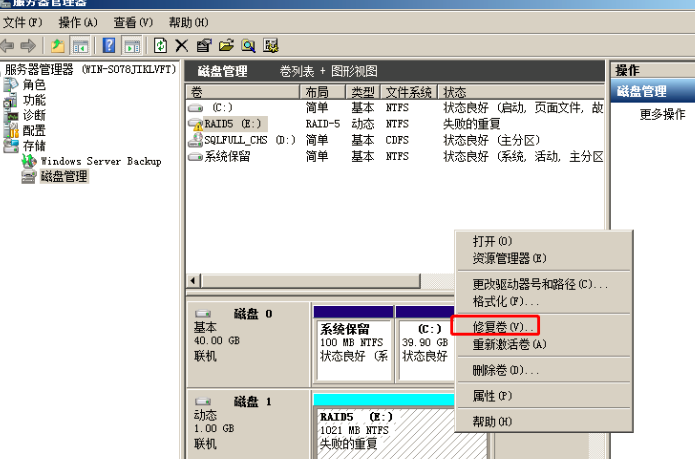 服务器管理器
文件(F) 操作(A) 查看(V) 帮助(H)
服务器管理器 (WIN-SO78JIKLVFT)
角色
功能
诊断
配置
存储
Windows Server Backup
磁盘管理
磁盘管理 卷列表 + 图形视图
卷 布局 类型 文件系统 状态
(C:) 简单 基本 NTFS 状态良好 (启动, 页面文件, 故
RAID5 (E:) RAID-5 动态 NTFS 失败的重复
SQLFULL_CHS (D:) 简单 基本 CDFS 状态良好 (主分区)
系统保留 简单 基本 NTFS 状态良好 (系统, 活动, 主分区
操作
磁盘管理
更多操作
打开(O)
资源管理器(E)
更改驱动器号和路径(C)...
格式化(F)...
修复卷(V)...
重新激活卷(A)
删除卷(D)...
属性(P)
帮助(H)
磁盘 0
基本
40.00 GB
联机
系统保留
100 MB NTFS
状态良好 (系
(C:)
39.90 GB
状态良好
磁盘 1
动态
1.00 GB
联机
RAID5 (E:)
1021 MB NTFS
失败的重复